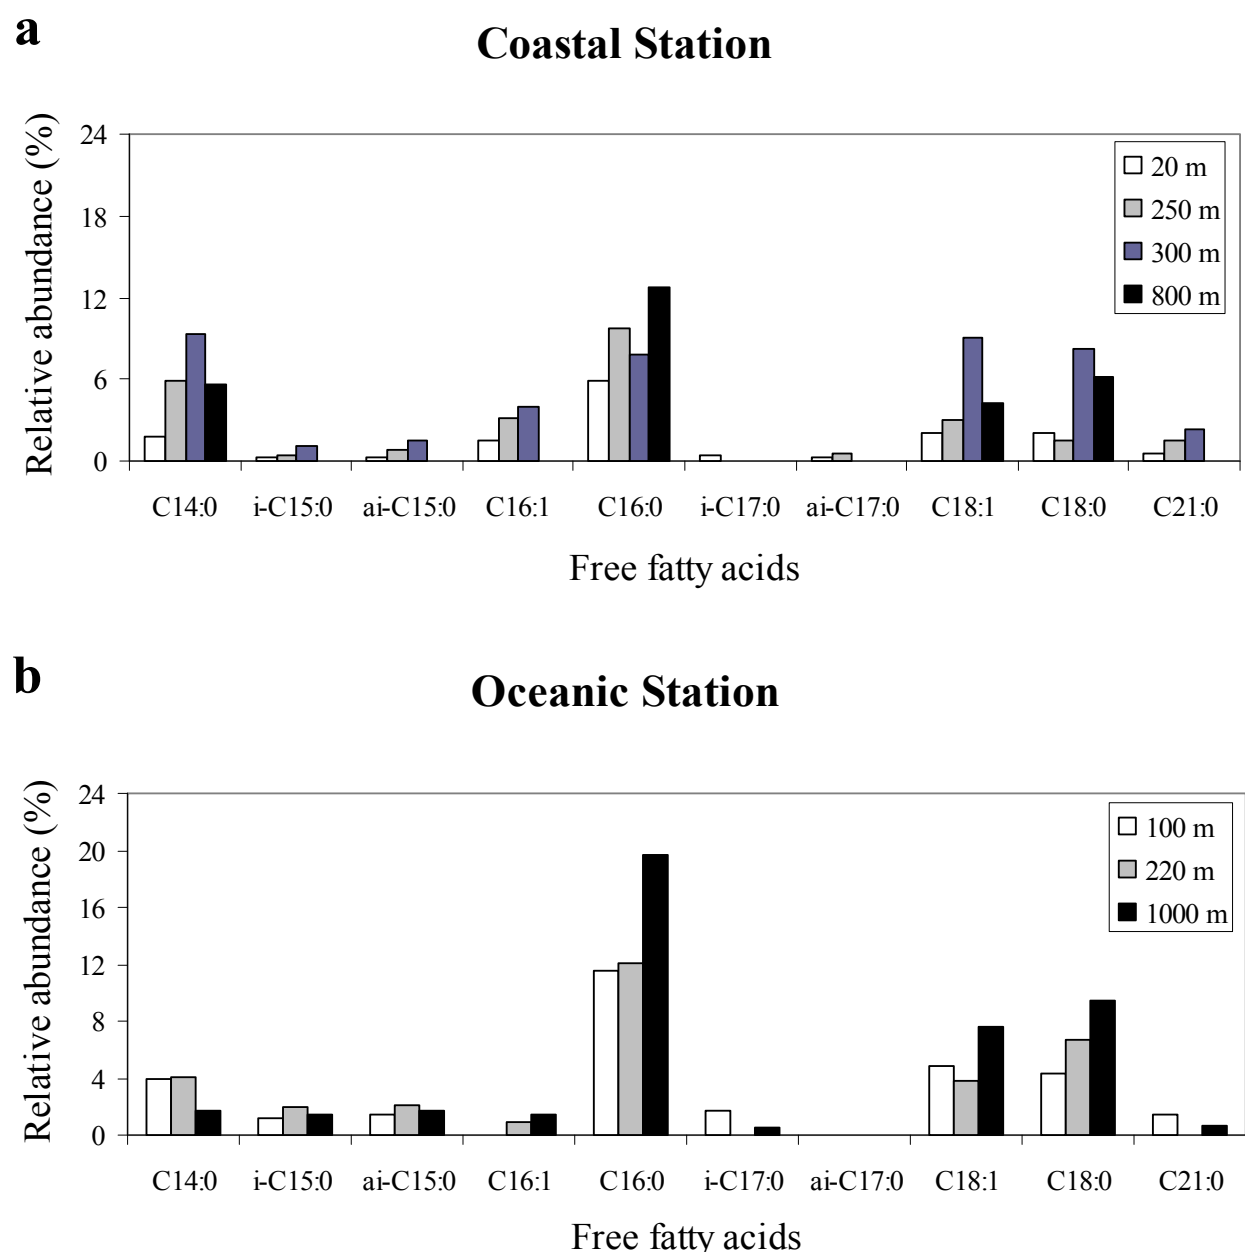 a
Coastal Station
Relative abundance (%)
24
18
12
6
0
20 m
250 m
300 m
800 m
C14:0 i-C15:0 ai-C15:0 C16:1 C16:0 i-C17:0 ai-C17:0 C18:1 C18:0 C21:0
Free fatty acids
b
Oceanic Station
Relative abundance (%)
24
20
16
12
8
4
0
100 m
220 m
1000 m
C14:0 i-C15:0 ai-C15:0 C16:1 C16:0 i-C17:0 ai-C17:0 C18:1 C18:0 C21:0
Free fatty acids